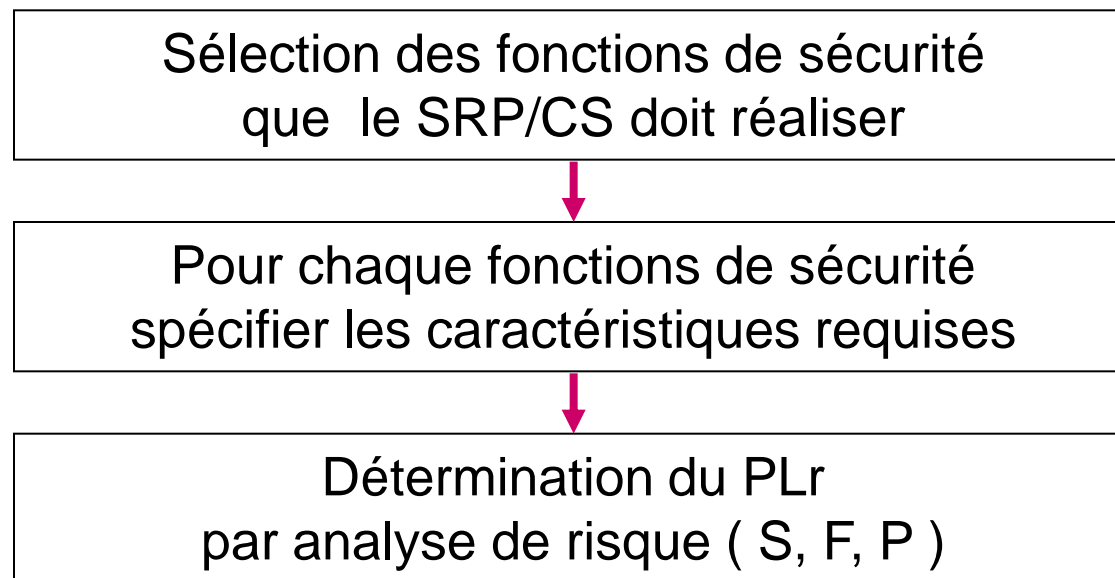 Sélection des fonctions de sécurité
que le SRP/CS doit réaliser
Pour chaque fonctions de sécurité
spécifier les caractéristiques requises
Détermination du PLr
par analyse de risque ( S, F, P )